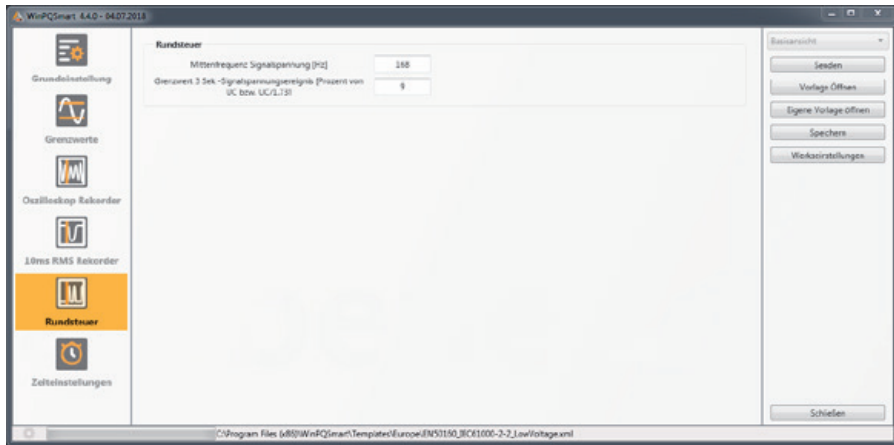 WinPQSmart 4.4.0 - 04.07.2018
Grundeinstellung
Grenzwerte
Oszilloskop Rekorder
10ms RMS Rekorder
Rundsteuer
Zeiteinstellungen
Rundsteuer
Mittenfrequenz Signalspannung [Hz]
168
Grenzwert 3 Sek.-Signalspannungsereignis [Prozent von
UC bzw. UC/1.73]
9
Basisansicht
Senden
Vorlage Öffnen
Eigene Vorlage öffnen
Speichern
Werkseinstellungen
Schließen
C:\Program Files (x86)\WinPQSmart\Templates\Europe\EN50160_IEC61000-2-2_LowVoltage.xml